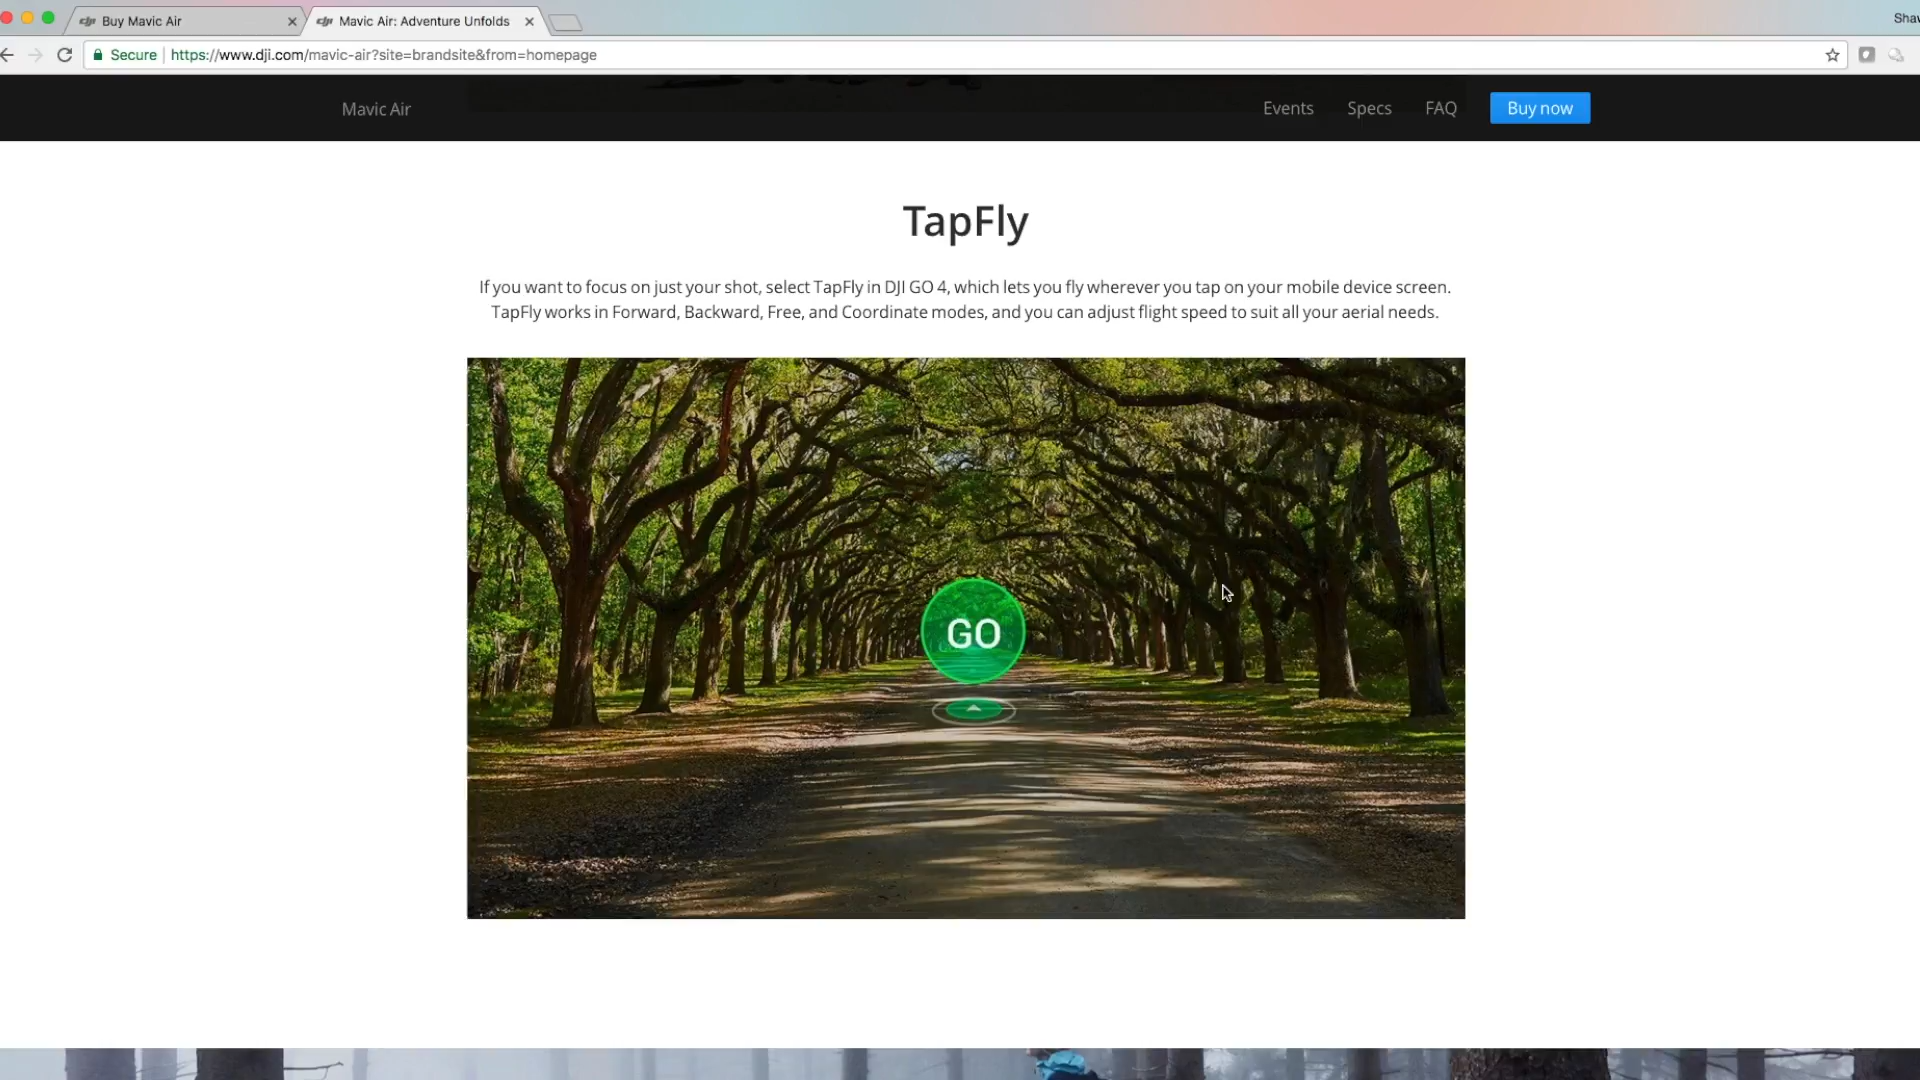 Buy Mavic Air
Mavic Air: Adventure Unfolds
Secure
https://www.dji.com/mavic-air?site=brandsite&from=homepage
Mavic Air
Events
Specs
FAQ
Buy now
TapFly
If you want to focus on just your shot, select TapFly in DJI GO 4, which lets you fly wherever you tap on your mobile device screen.
TapFly works in Forward, Backward, Free, and Coordinate modes, and you can adjust flight speed to suit all your aerial needs.
GO